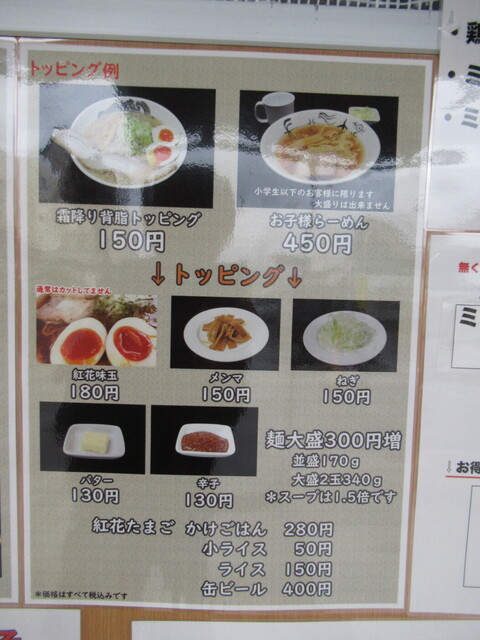 トッピング例
霜降り背脂トッピング
150円
小学生以下のお客様に限ります
大盛りは出来ません
お子様らーめん
450円
↓トッピング↓
通常はカットしてません
紅花味玉
180円
メンマ
150円
ねぎ
150円
バター
130円
辛子
130円
麺大盛300円増
並盛170g
大盛2玉340g
*スープは1.5倍です
紅花たまご かけごはん 280円
小ライス 50円
ライス 150円
缶ビール 400円
*価格はすべて税込みです
↓
・鶏
・ミ
・ミ
無く
ミ
↓お得